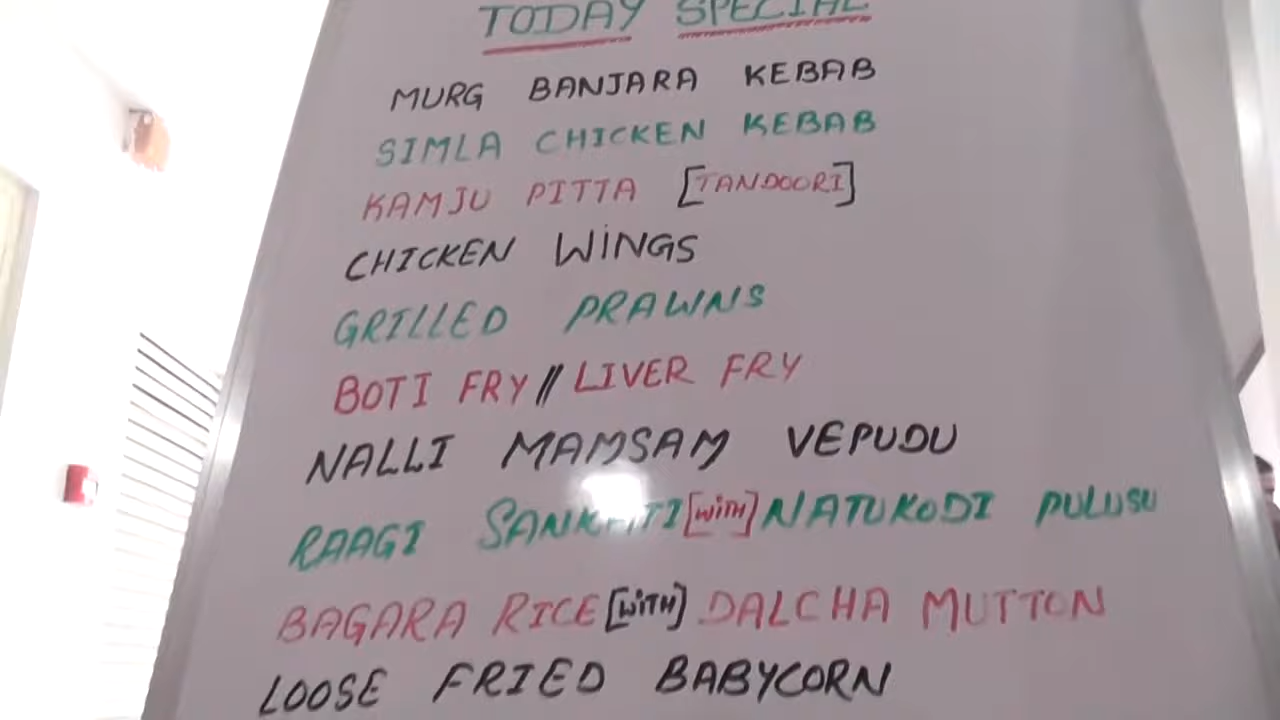 TODAY SPECIAL
MURG BANJARA KEBAB
SIMLA CHICKEN KEBAB
KAMJU PITTA [TANDOORI]
CHICKEN WINGS
GRILLED PRAWNS
BOTI FRY // LIVER FRY
NALLI MAMSAM VEPUDU
RAAGI [WITH] NATUKODI PULUSU
BAGARA RICE [WITH] DALCHA MUTTON
LOOSE FRIED BABYCORN